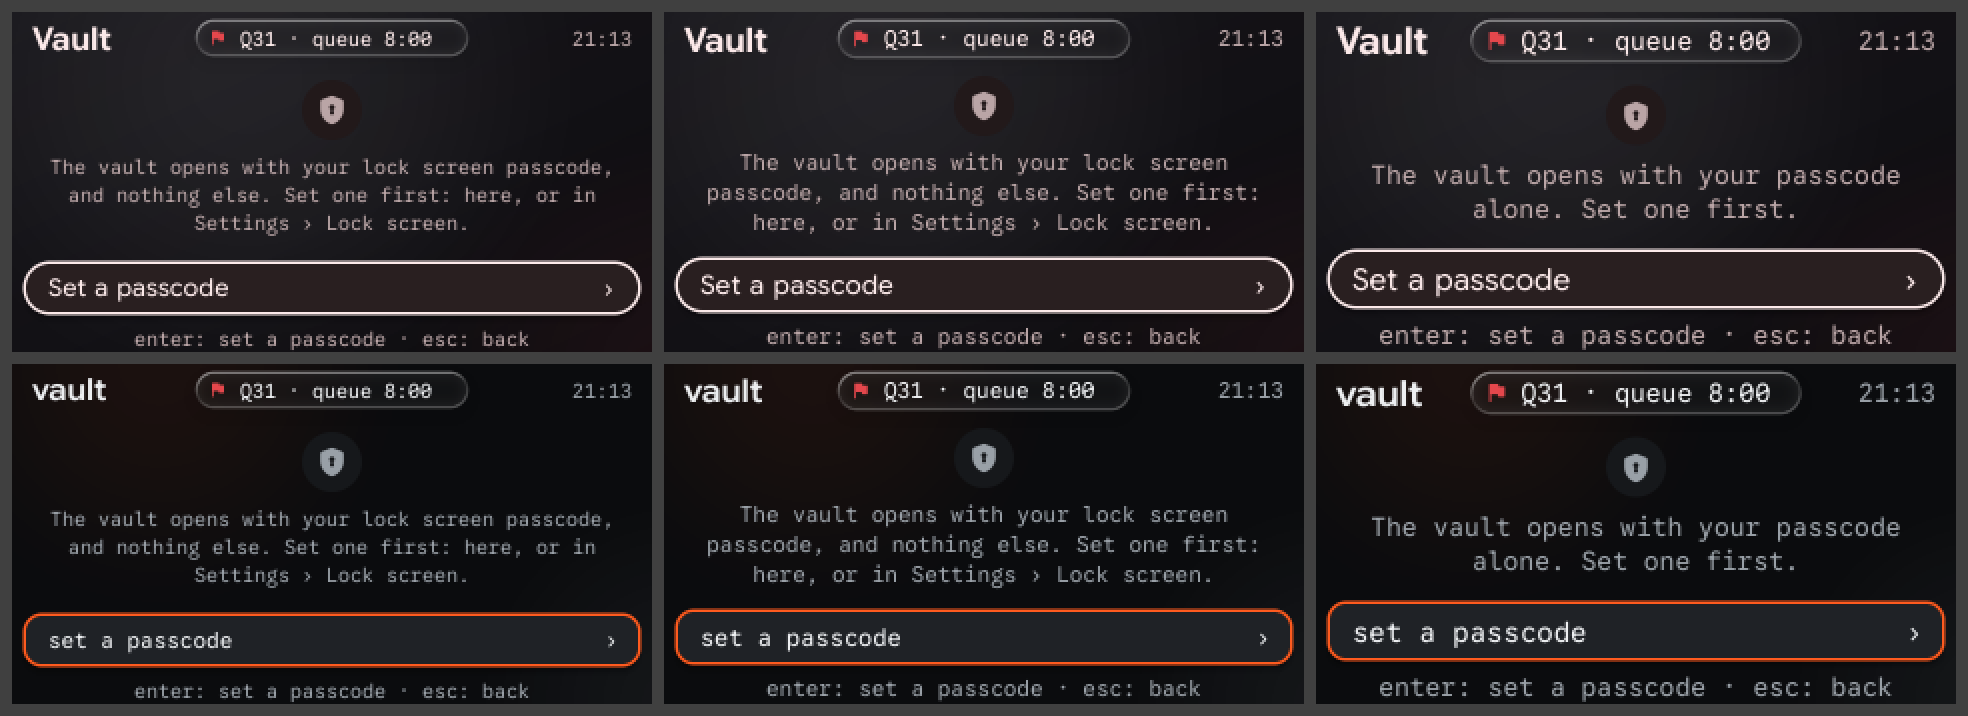 Vault
Q31 · queue 8:00
21:13
The vault opens with your lock screen passcode,
and nothing else. Set one first: here, or in
Settings › Lock screen.
Set a passcode ›
enter: set a passcode · esc: back
Vault
Q31 · queue 8:00
21:13
The vault opens with your lock screen
passcode, and nothing else. Set one first:
here, or in Settings › Lock screen.
Set a passcode ›
enter: set a passcode · esc: back
Vault
Q31 · queue 8:00
21:13
The vault opens with your passcode
alone. Set one first.
Set a passcode ›
enter: set a passcode · esc: back
vault
Q31 · queue 8:00
21:13
The vault opens with your lock screen passcode,
and nothing else. Set one first: here, or in
Settings › Lock screen.
set a passcode ›
enter: set a passcode · esc: back
vault
Q31 · queue 8:00
21:13
The vault opens with your lock screen
passcode, and nothing else. Set one first:
here, or in Settings › Lock screen.
set a passcode ›
enter: set a passcode · esc: back
vault
Q31 · queue 8:00
21:13
The vault opens with your passcode
alone. Set one first.
set a passcode ›
enter: set a passcode · esc: back